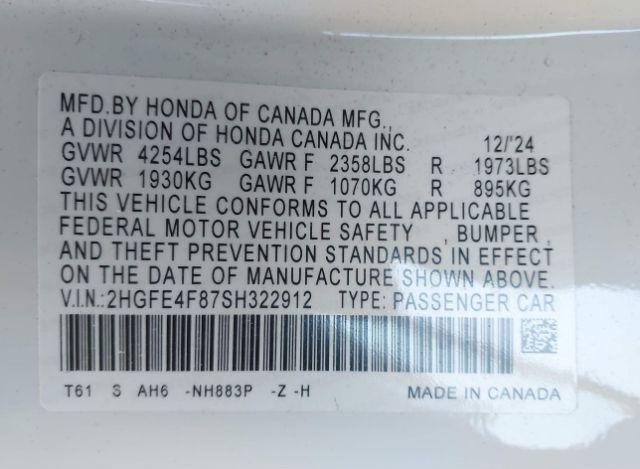 MFD.BY HONDA OF CANADA MFG.,
A DIVISION OF HONDA CANADA INC. 12/'24
GVWR 4254LBS GAWR F 2358LBS R 1973LBS
GVWR 1930KG GAWR F 1070KG R 895KG
THIS VEHICLE CONFORMS TO ALL APPLICABLE
FEDERAL MOTOR VEHICLE SAFETY , BUMPER ,
AND THEFT PREVENTION STANDARDS IN EFFECT
ON THE DATE OF MANUFACTURE SHOWN ABOVE.
V.I.N.:2HGFE4F87SH322912 TYPE: PASSENGER CAR
T61 S AH6 -NH883P -Z -H MADE IN CANADA